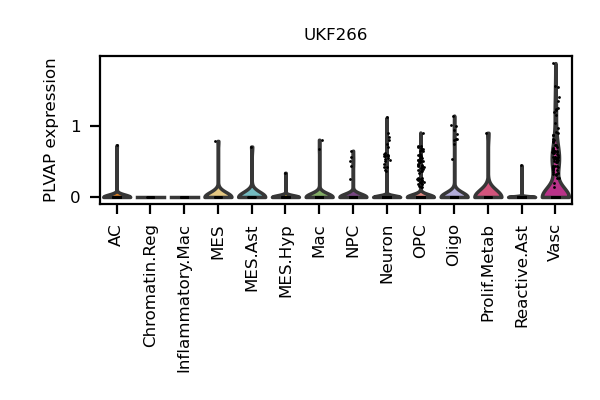 UKF266
PLVAP expression
1
0
AC
Chromatin.Reg
Inflammatory.Mac
MES
MES.Ast
MES.Hyp
Mac
NPC
Neuron
OPC
Oligo
Prolif.Metab
Reactive.Ast
Vasc